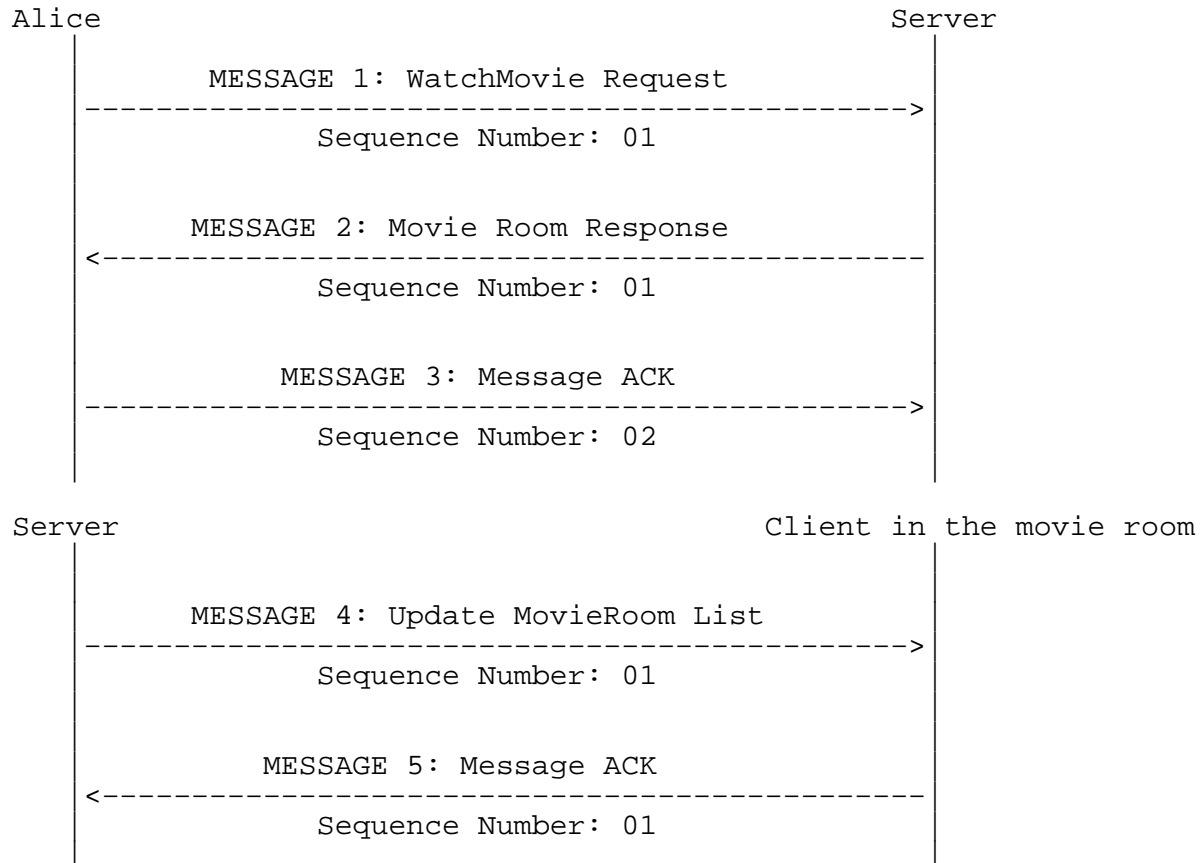 Alice Server
MESSAGE 1: WatchMovie Request
---------------------------------------------->
Sequence Number: 01
MESSAGE 2: Movie Room Response
<----------------------------------------------
Sequence Number: 01
MESSAGE 3: Message ACK
---------------------------------------------->
Sequence Number: 02
Server Client in the movie room
MESSAGE 4: Update MovieRoom List
---------------------------------------------->
Sequence Number: 01
MESSAGE 5: Message ACK
<----------------------------------------------
Sequence Number: 01